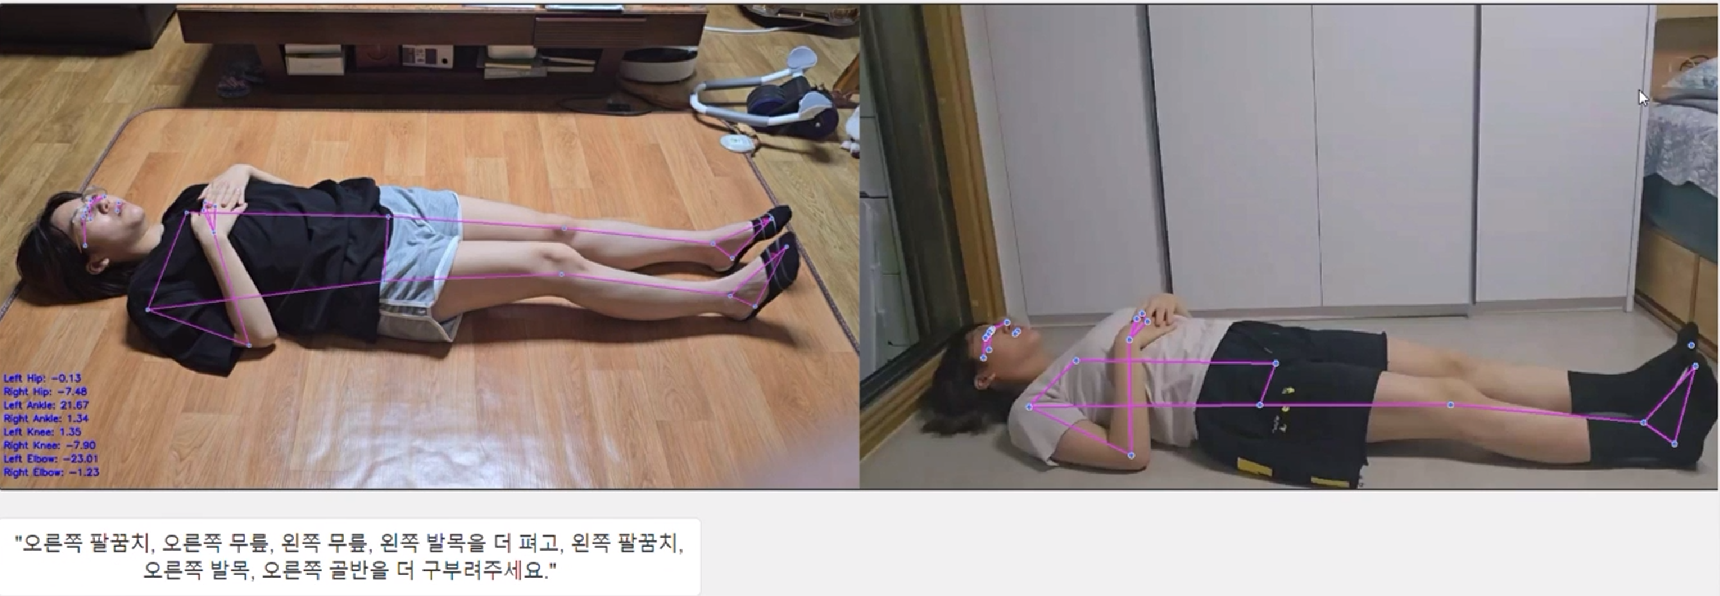 Left Hip: -0.13
Right Hip: -7.48
Left Ankle: 21.67
Right Ankle: 1.34
Left Knee: 1.35
Right Knee: -7.90
Left Elbow: -23.01
Right Elbow: -1.23
"오른쪽 팔꿈치, 오른쪽 무릎, 왼쪽 무릎, 왼쪽 발목을 더 펴고, 왼쪽 팔꿈치,
오른쪽 발목, 오른쪽 골반을 더 구부려주세요."